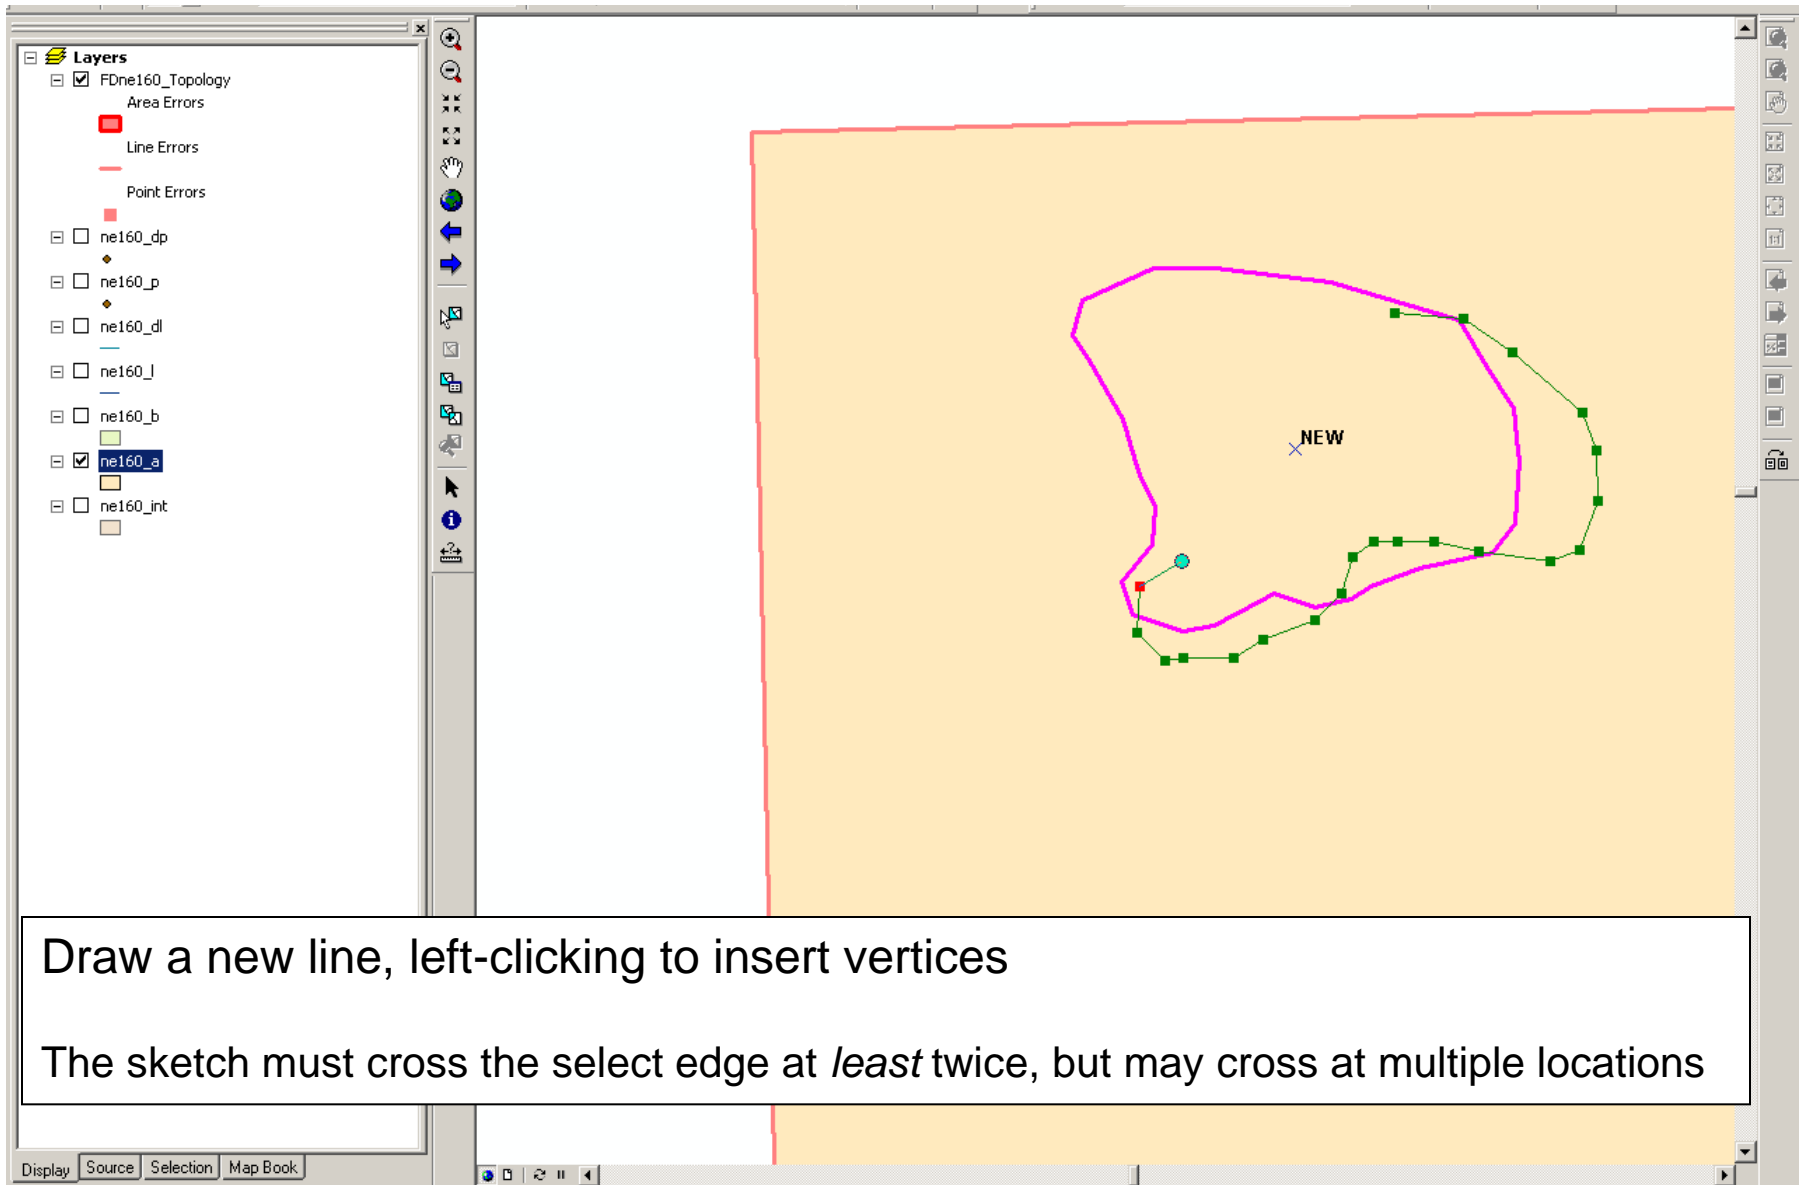 Layers
FDne160_Topology
Area Errors
Line Errors
Point Errors
ne160_dp
ne160_p
ne160_dl
ne160_l
ne160_b
ne160_a
ne160_int
NEW
1:1
Draw a new line, left-clicking to insert vertices
The sketch must cross the select edge at least twice, but may cross at multiple locations
Display Source Selection Map Book